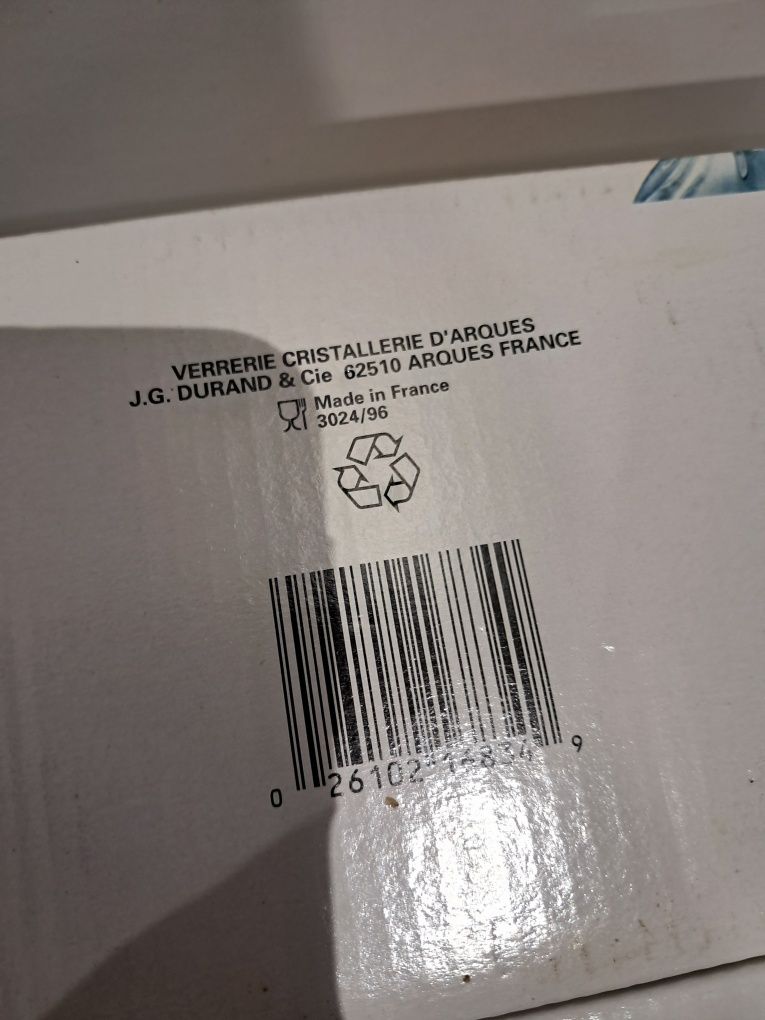 VERRERIE CRISTALLERIE D'ARQUES
J.G. DURAND & Cie 62510 ARQUES FRANCE
Made in France
3024/96
0 26102 9